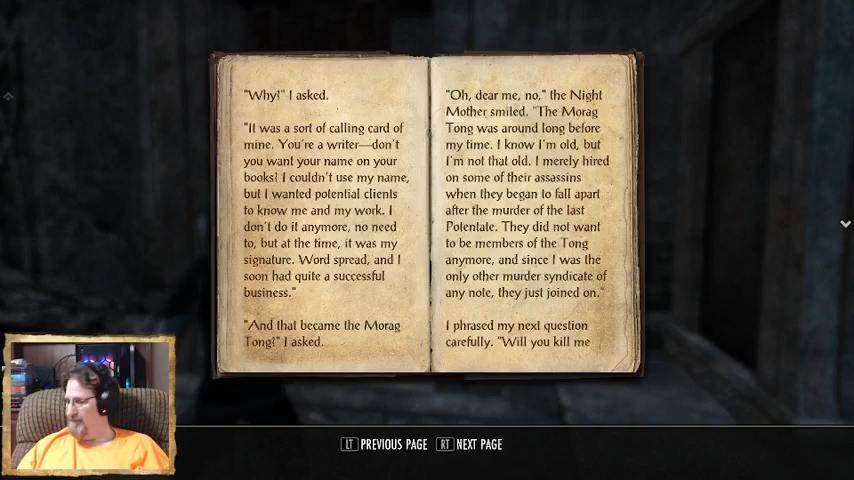 "Why?" I asked.
"It was a sort of calling card of
mine. You're a writer—don't
you want your name on your
books? I couldn't use my name,
but I wanted potential clients
to know me and my work. I
don't do it anymore, no need
to, but at the time, it was my
signature. Word spread, and I
soon had quite a successful
business."
"And that became the Morag
Tong?" I asked.
"Oh, dear me, no," the Night
Mother smiled. "The Morag
Tong was around long before
my time. I know I'm old, but
I'm not that old. I merely hired
on some of their assassins
when they began to fall apart
after the murder of the last
Potentate. They did not want
to be members of the Tong
anymore, and since I was the
only other murder syndicate of
any note, they just joined on."
I phrased my next question
carefully. "Will you kill me
LT PREVIOUS PAGE RT NEXT PAGE